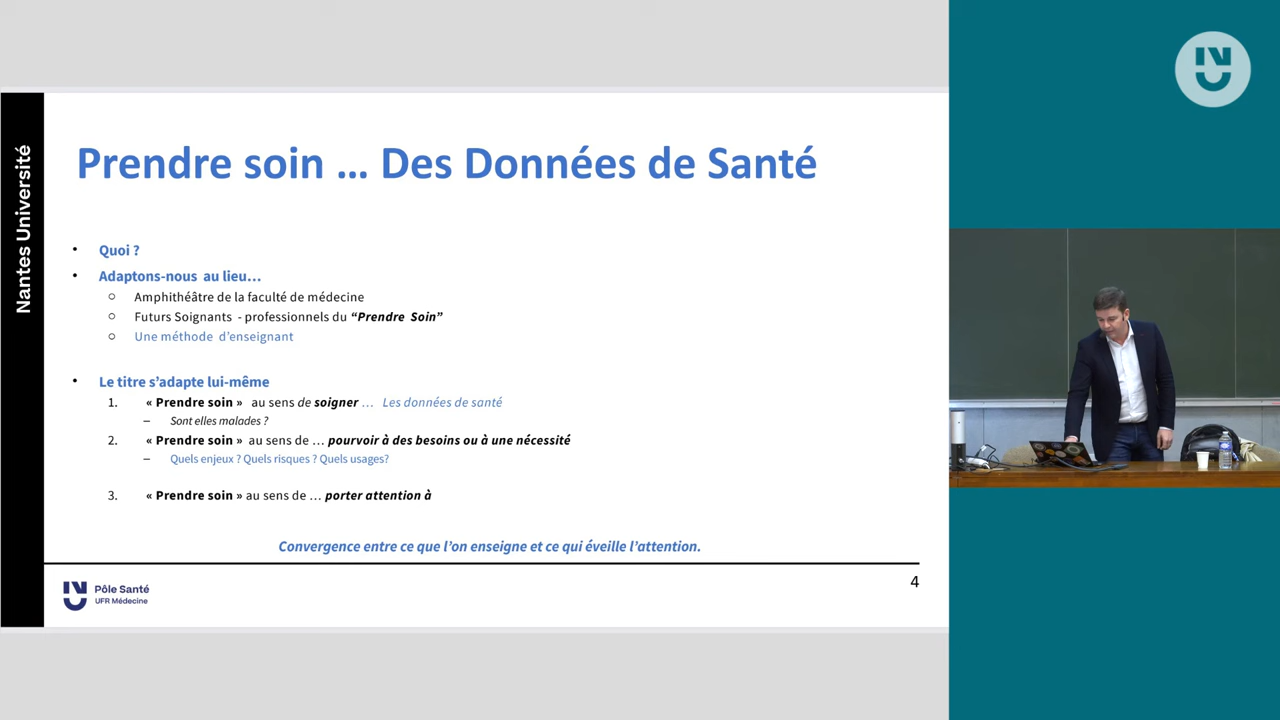 Nantes Université
Prendre soin ... Des Données de Santé
• Quoi ?
• Adaptons-nous au lieu…
○ Amphithéâtre de la faculté de médecine
○ Futurs Soignants - professionnels du “Prendre Soin”
○ Une méthode d’enseignant
• Le titre s’adapte lui-même
1. « Prendre soin » au sens de soigner … Les données de santé
– Sont elles malades ?
2. « Prendre soin » au sens de … pourvoir à des besoins ou à une nécessité
– Quels enjeux ? Quels risques ? Quels usages?
3. « Prendre soin » au sens de … porter attention à
Convergence entre ce que l’on enseigne et ce qui éveille l’attention.
4
Pôle Santé
UFR Médecine